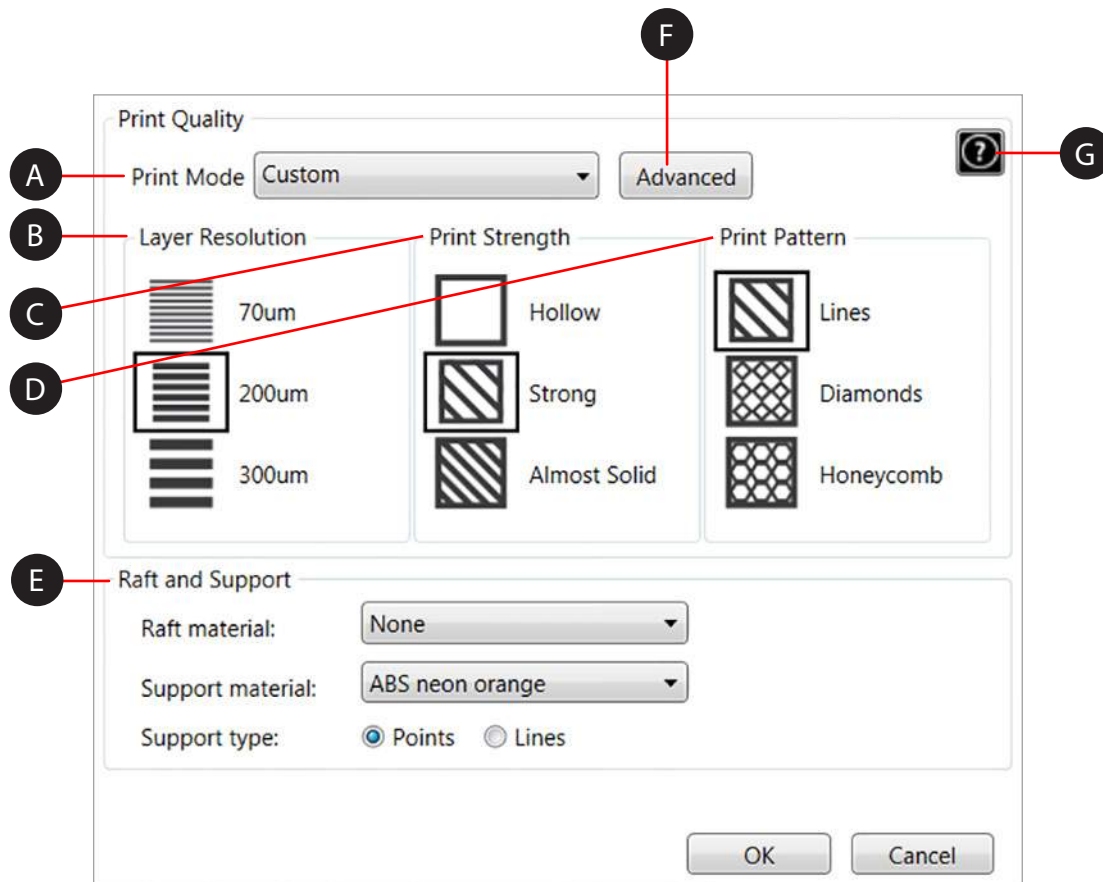 F
Print Quality
A
Print Mode
Custom
Advanced
?
G
B
Layer Resolution
Print Strength
Print Pattern
C
70um
Hollow
Lines
D
200um
Strong
Diamonds
300um
Almost Solid
Honeycomb
E
Raft and Support
Raft material:
None
Support material:
ABS neon orange
Support type:
Points
Lines
OK
Cancel